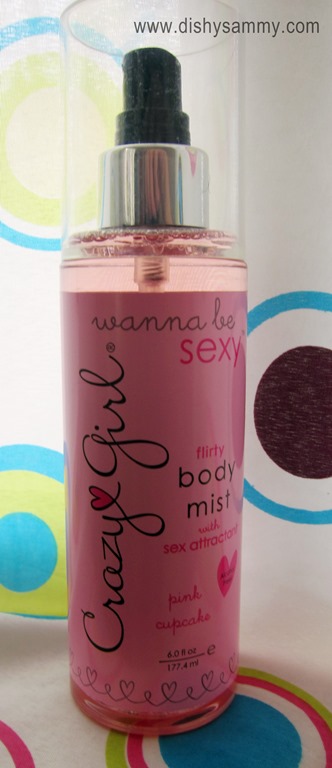 www.dishysammy.com
wanna be
sexy™
Crazy Girl®
flirty
body
mist
with
sex attractant
pink
cupcake
6.0 fl oz e
177.4 ml